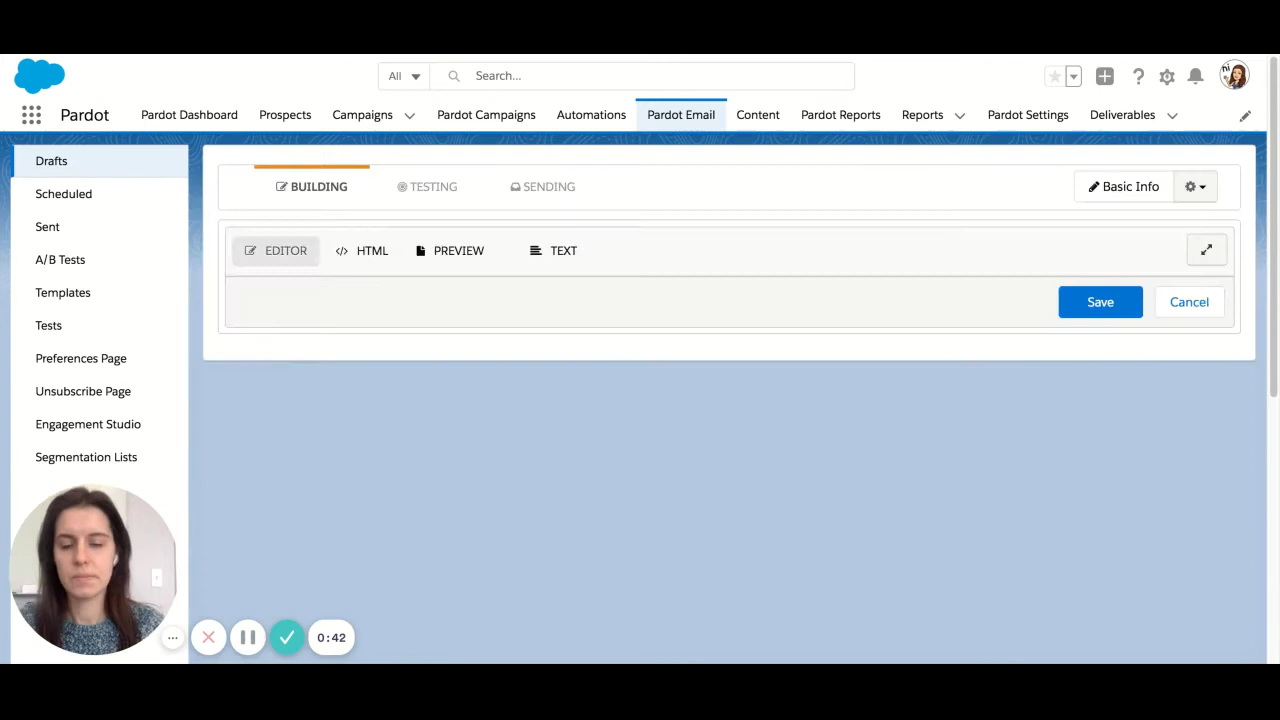 All
Search...
hi
Pardot
Pardot Dashboard
Prospects
Campaigns
Pardot Campaigns
Automations
Pardot Email
Content
Pardot Reports
Reports
Pardot Settings
Deliverables
Drafts
Scheduled
Sent
A/B Tests
Templates
Tests
Preferences Page
Unsubscribe Page
Engagement Studio
Segmentation Lists
BUILDING
TESTING
SENDING
Basic Info
EDITOR
HTML
PREVIEW
TEXT
Save
Cancel
0:42